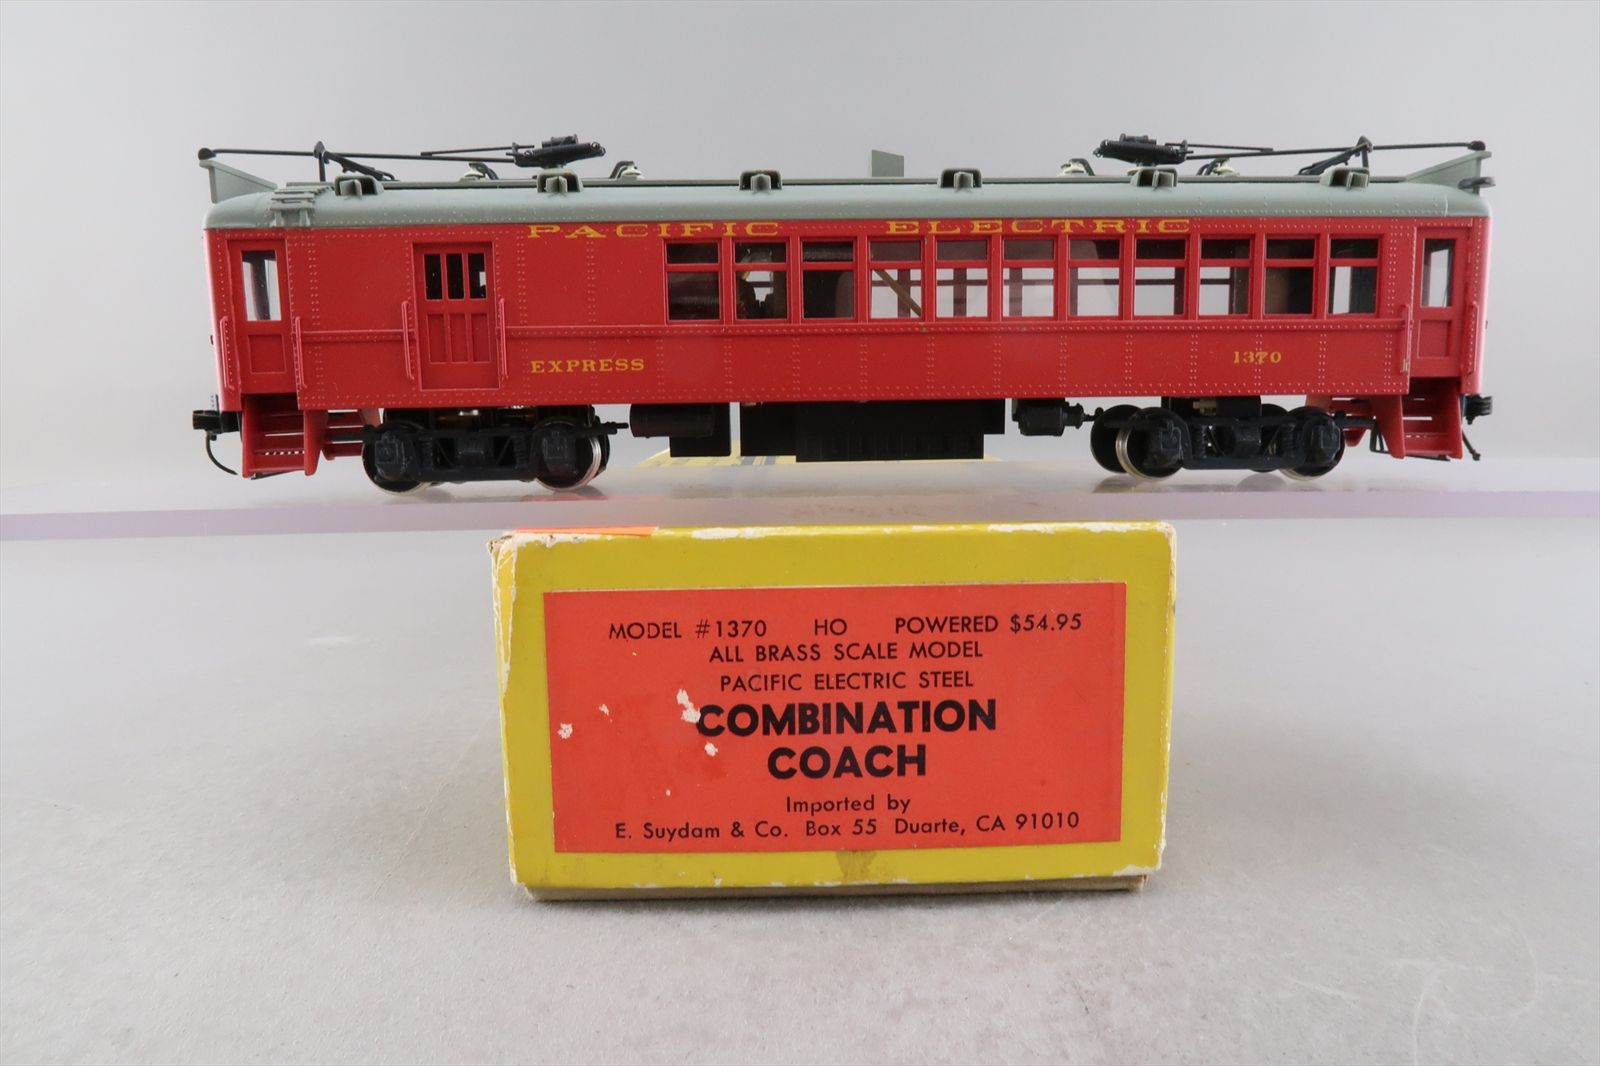 PACIFIC ELECTRIC
EXPRESS
1370
MODEL #1370 HO POWERED $54.95
ALL BRASS SCALE MODEL
PACIFIC ELECTRIC STEEL
COMBINATION
COACH
Imported by
E. Suydam & Co. Box 55 Duarte, CA 91010